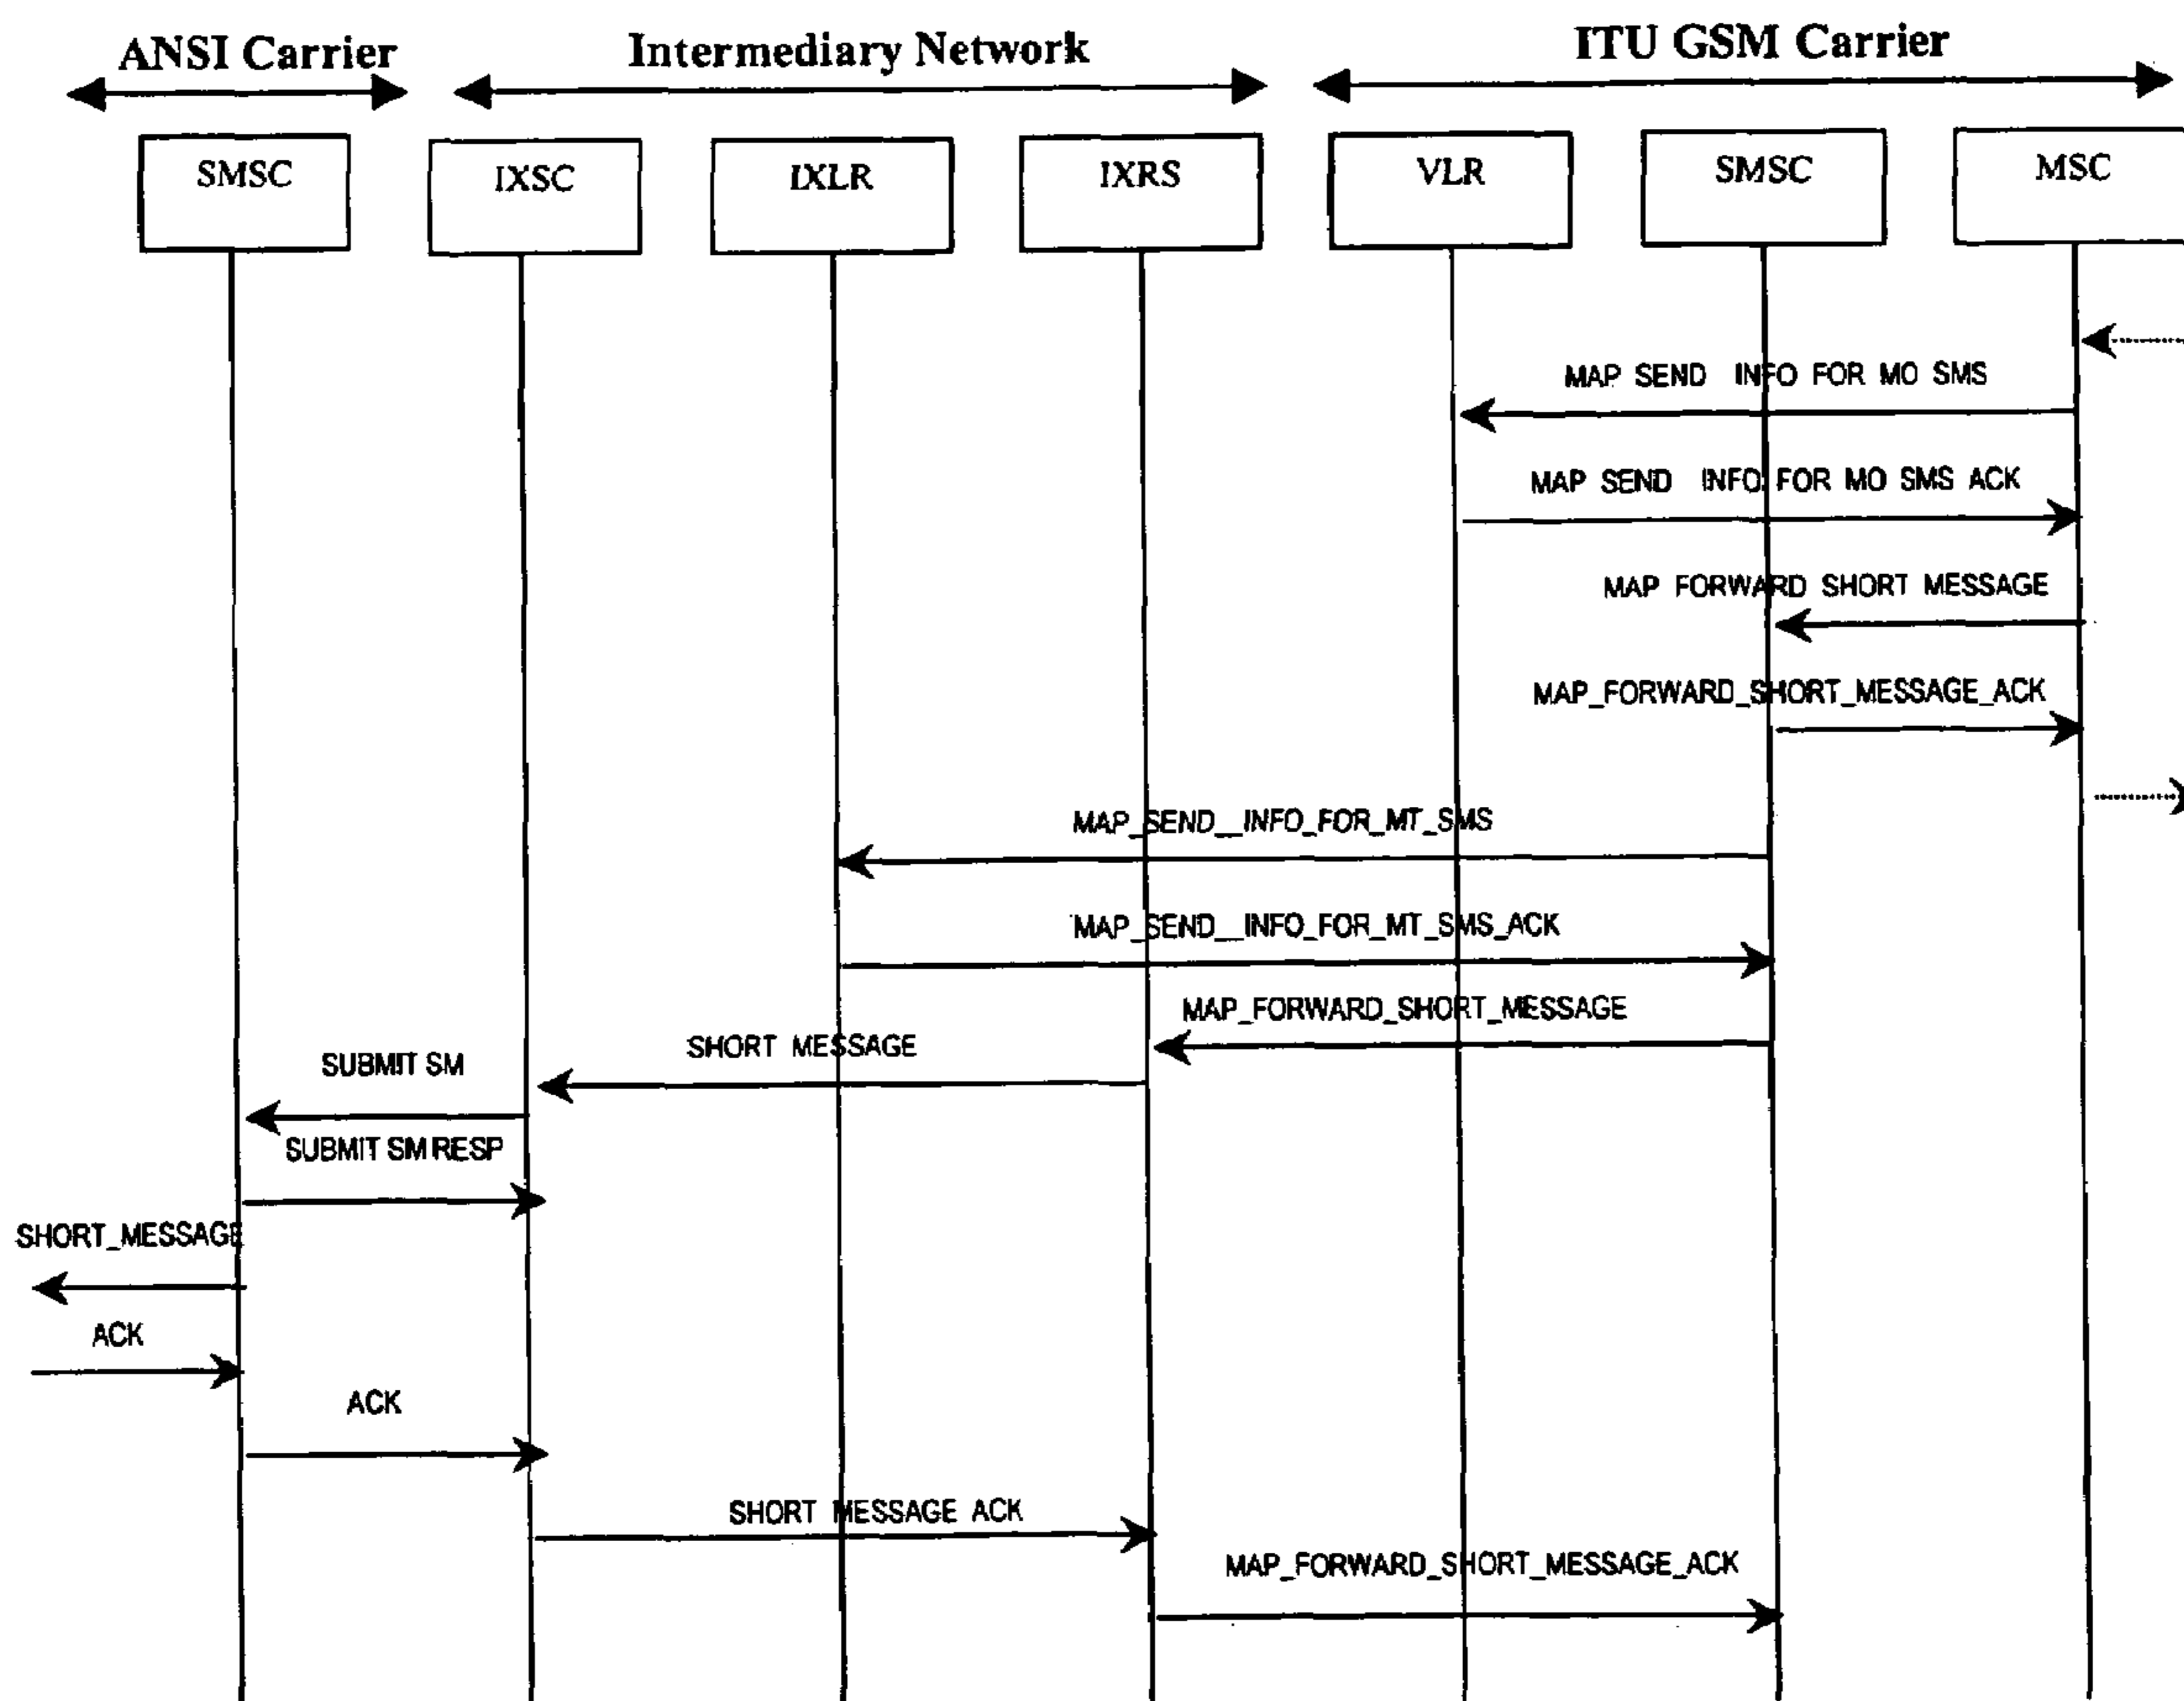 ANSI Carrier
Intermediary Network
ITU GSM Carrier
SMSC
IXSC
IXLR
IXRS
VLR
SMSC
MSC
MAP SEND INFO FOR MO SMS
MAP SEND INFO FOR MO SMS ACK
MAP FORWARD SHORT MESSAGE
MAP_FORWARD_SHORT_MESSAGE_ACK
MAP_SEND__INFO_FOR_MT_SMS
MAP_SEND__INFO_FOR_MT_SMS_ACK
MAP_FORWARD_SHORT_MESSAGE
SHORT MESSAGE
SUBMIT SM
SUBMIT SM RESP
SHORT_MESSAGE
ACK
ACK
SHORT MESSAGE ACK
MAP_FORWARD_SHORT_MESSAGE_ACK